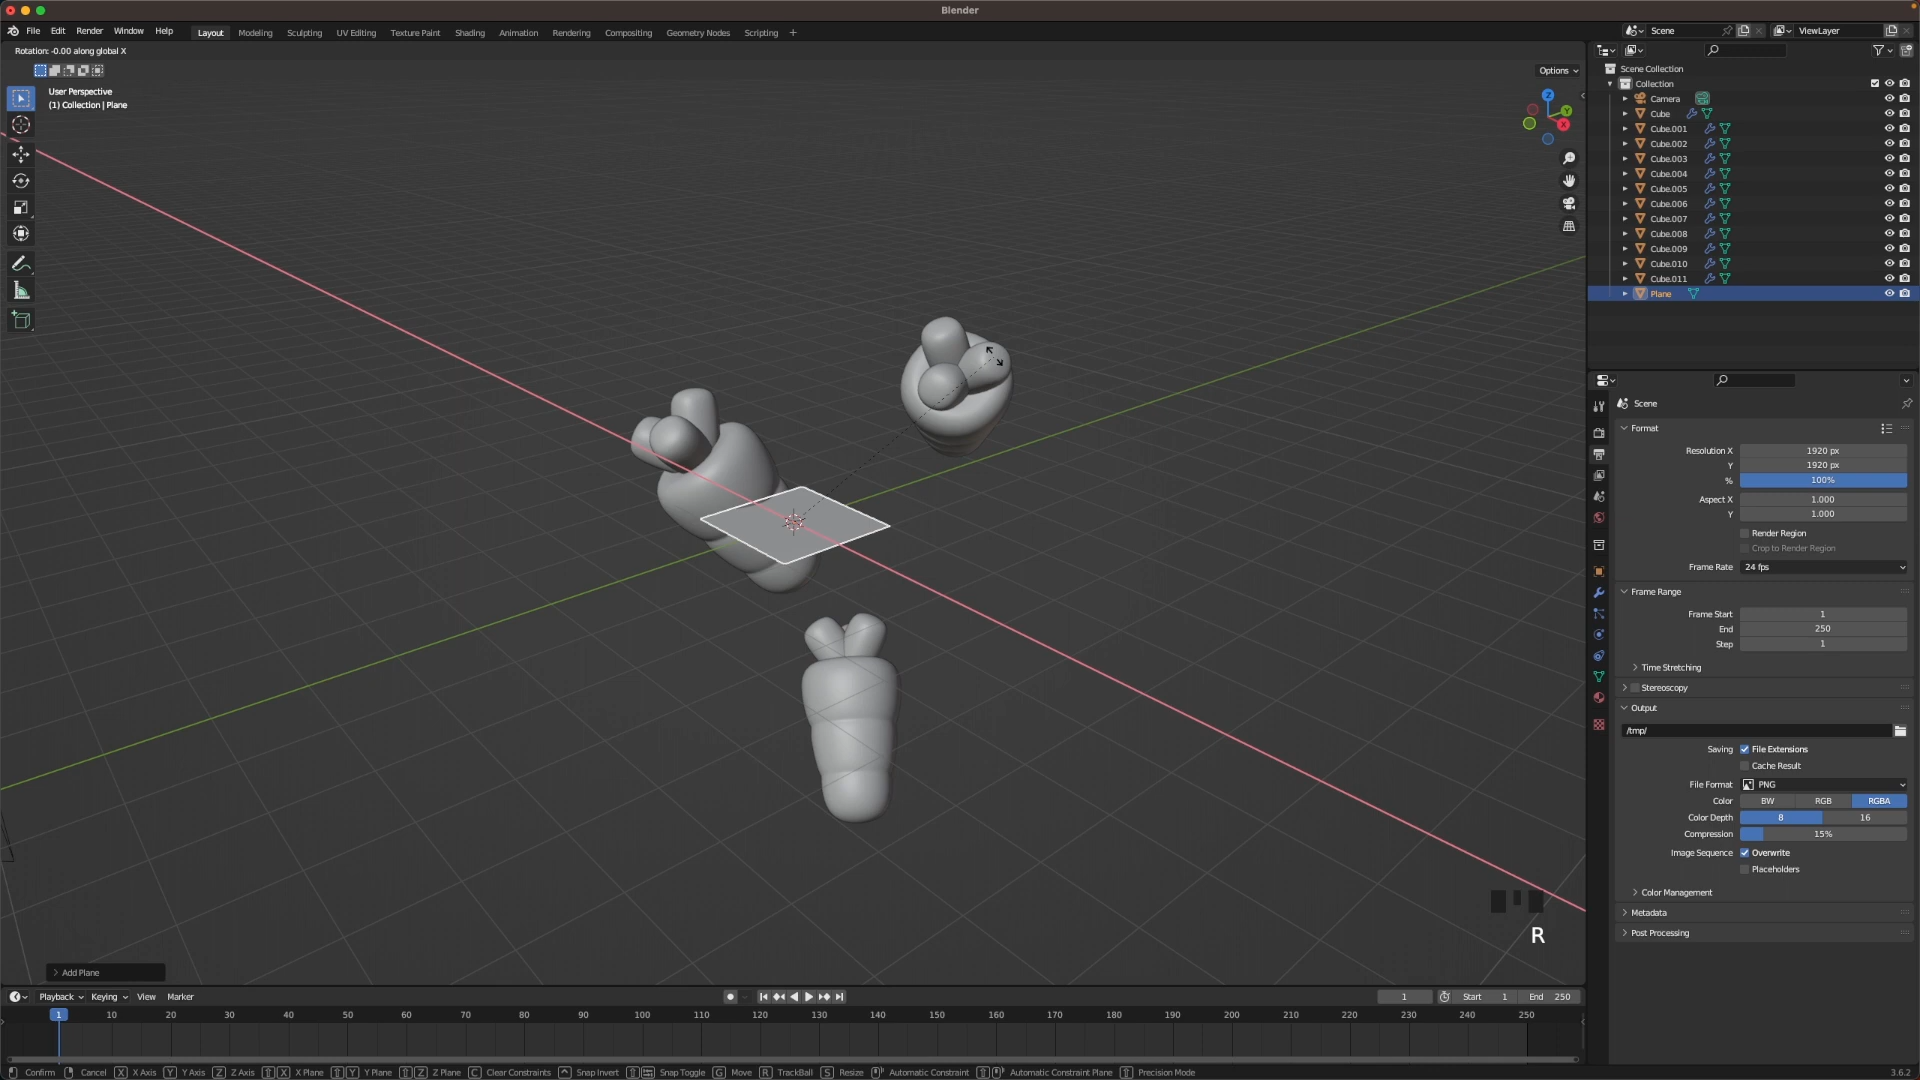 Blender
File Edit Render Window Help Layout Modeling Sculpting UV Editing Texture Paint Shading Animation Rendering Compositing Geometry Nodes Scripting + Scene ViewLayer
Rotation: -0.00 along global X
Options
User Perspective
(1) Collection | Plane
Z
Y
X
Scene Collection
Collection
Camera
Cube
Cube.001
Cube.002
Cube.003
Cube.004
Cube.005
Cube.006
Cube.007
Cube.008
Cube.009
Cube.010
Cube.011
Plane
Scene
Format
Resolution X 1920 px
Y 1920 px
% 100%
Aspect X 1.000
Y 1.000
Render Region
Crop to Render Region
Frame Rate 24 fps
Frame Range
Frame Start 1
End 250
Step 1
Time Stretching
Stereoscopy
Output
/tmp/
Saving File Extensions
Cache Result
File Format PNG
Color BW RGB RGBA
Color Depth 8 16
Compression 15%
Image Sequence Overwrite
Placeholders
Color Management
Metadata
Post Processing
R
Add Plane
Playback Keying View Marker 1 Start 1 End 250
1 10 20 30 40 50 60 70 80 90 100 110 120 130 140 150 160 170 180 190 200 210 220 230 240 250
Confirm Cancel X X Axis Y Y Axis Z Z Axis X X Plane Y Y Plane Z Z Plane C Clear Constraints Snap Invert Snap Toggle G Move R TrackBall S Resize Automatic Constraint Automatic Constraint Plane Precision Mode 3.6.2